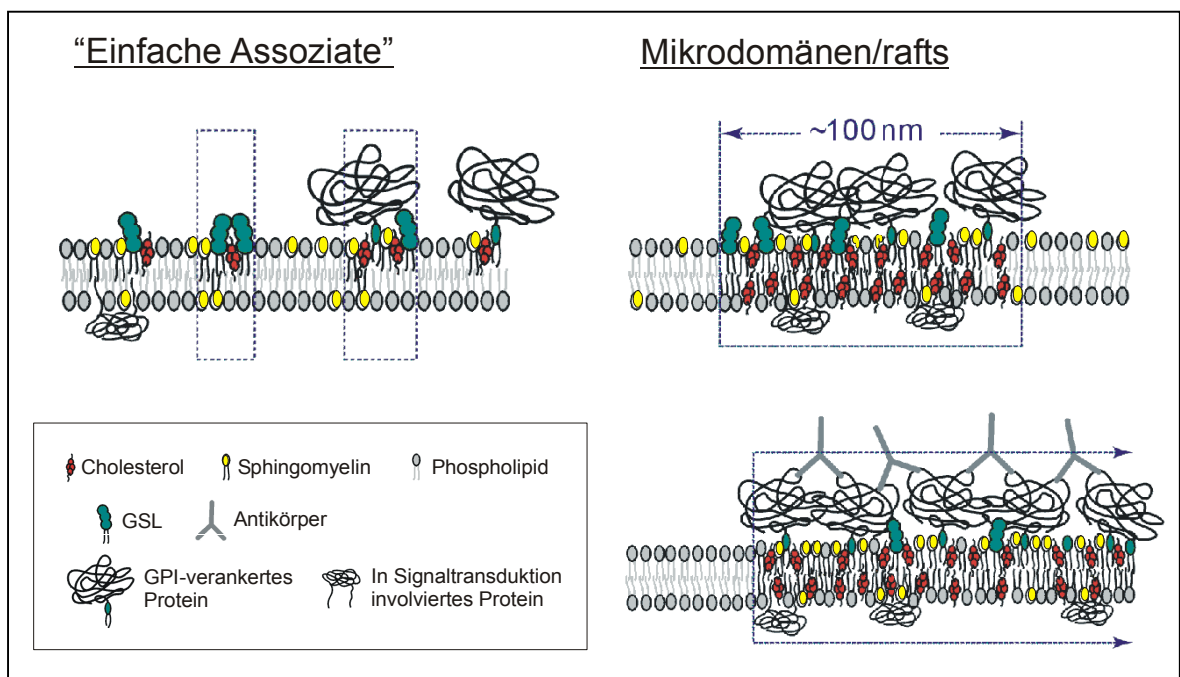 “Einfache Assoziate”
Mikrodomänen/rafts
~100 nm
Cholesterol
Sphingomyelin
Phospholipid
GSL
Antikörper
GPI-verankertes
Protein
In Signaltransduktion
involviertes Protein